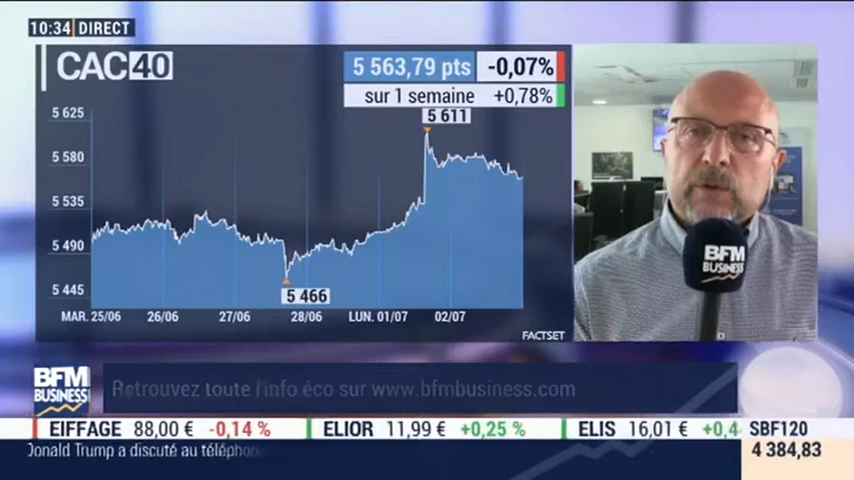 10:34 DIRECT
CAC40
5 563,79 pts -0,07%
sur 1 semaine +0,78%
5 611
5 625
5 580
5 535
5 490
5 445
5 466
MAR. 25/06 26/06 27/06 28/06 LUN. 01/07 02/07
FACTSET
BFM
BUSINESS
BFM
BUSINESS
Retrouvez toute l'info éco sur www.bfmbusiness.com
EIFFAGE 88,00 € -0,14 % ELIOR 11,99 € +0,25 % ELIS 16,01 € +0,4 SBF120
Donald Trump a discuté au téléphon 4 384,83